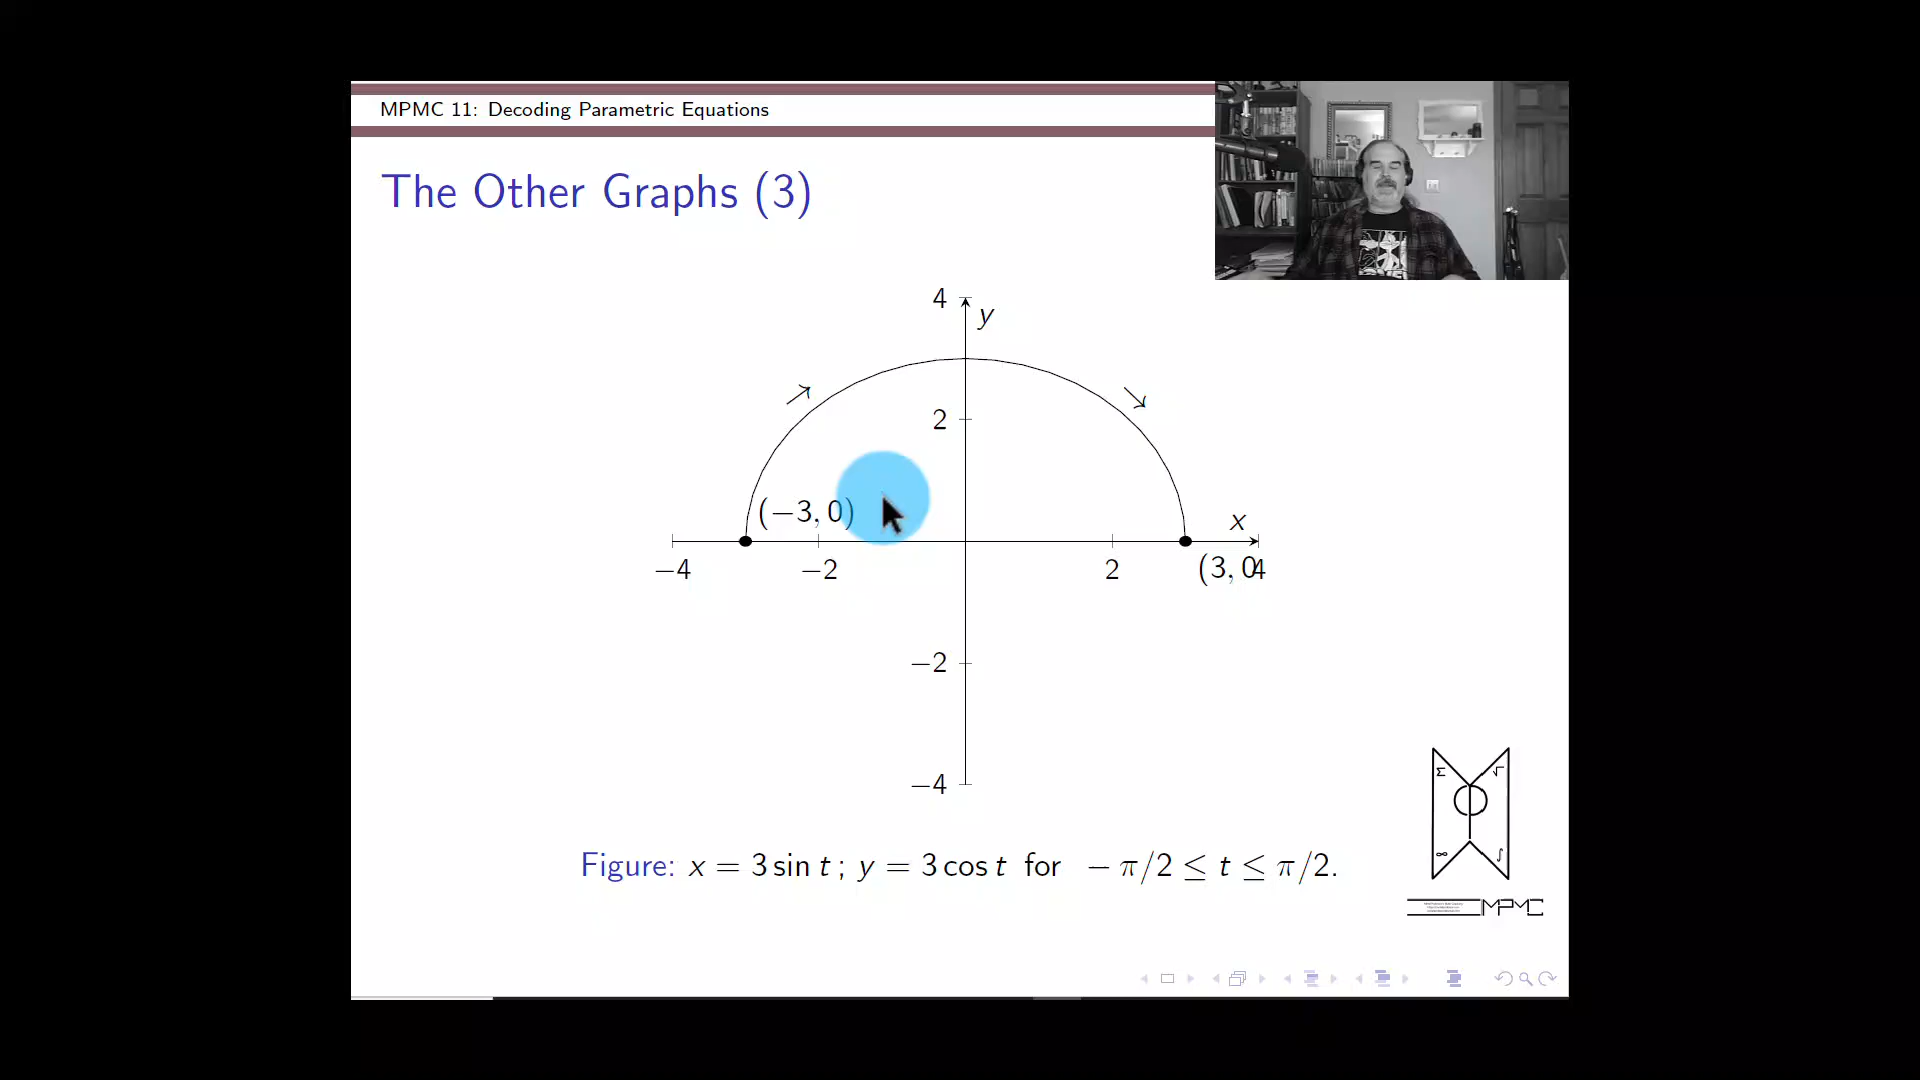 MPMC 11: Decoding Parametric Equations
The Other Graphs (3)
4
y
2
(−3, 0)
x
−4
−2
2
(3, 0
4
−2
−4
Figure: x = 3 sin t ; y = 3 cos t for − π/2 ≤ t ≤ π/2.
Σ
√
∞
∫
MPMC